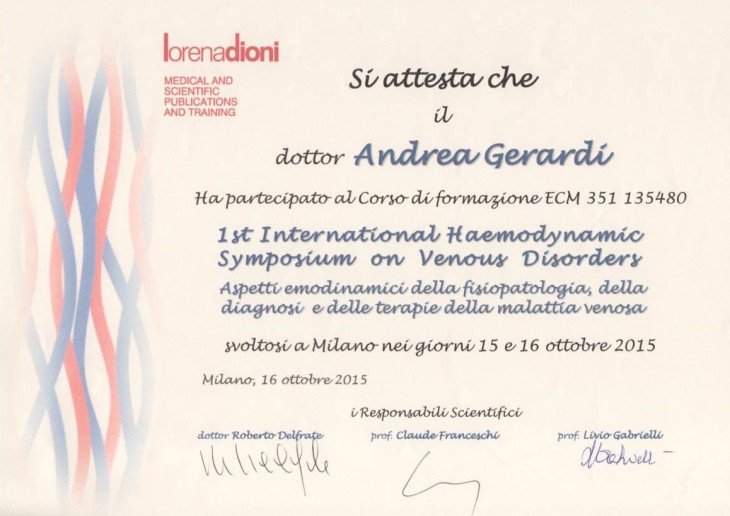 lorenadioni
MEDICAL AND
SCIENTIFIC
PUBLICATIONS
AND TRAINING
Si attesta che
il
dottor Andrea Gerardi
Ha partecipato al Corso di formazione ECM 351 135480
1st International Haemodynamic
Symposium on Venous Disorders
Aspetti emodinamici della fisiopatologia, della
diagnosi e delle terapie della malattia venosa
svoltosi a Milano nei giorni 15 e 16 ottobre 2015
Milano, 16 ottobre 2015
i Responsabili Scientifici
dottor Roberto Delfrate prof. Claude Franceschi prof. Livio Gabrielli